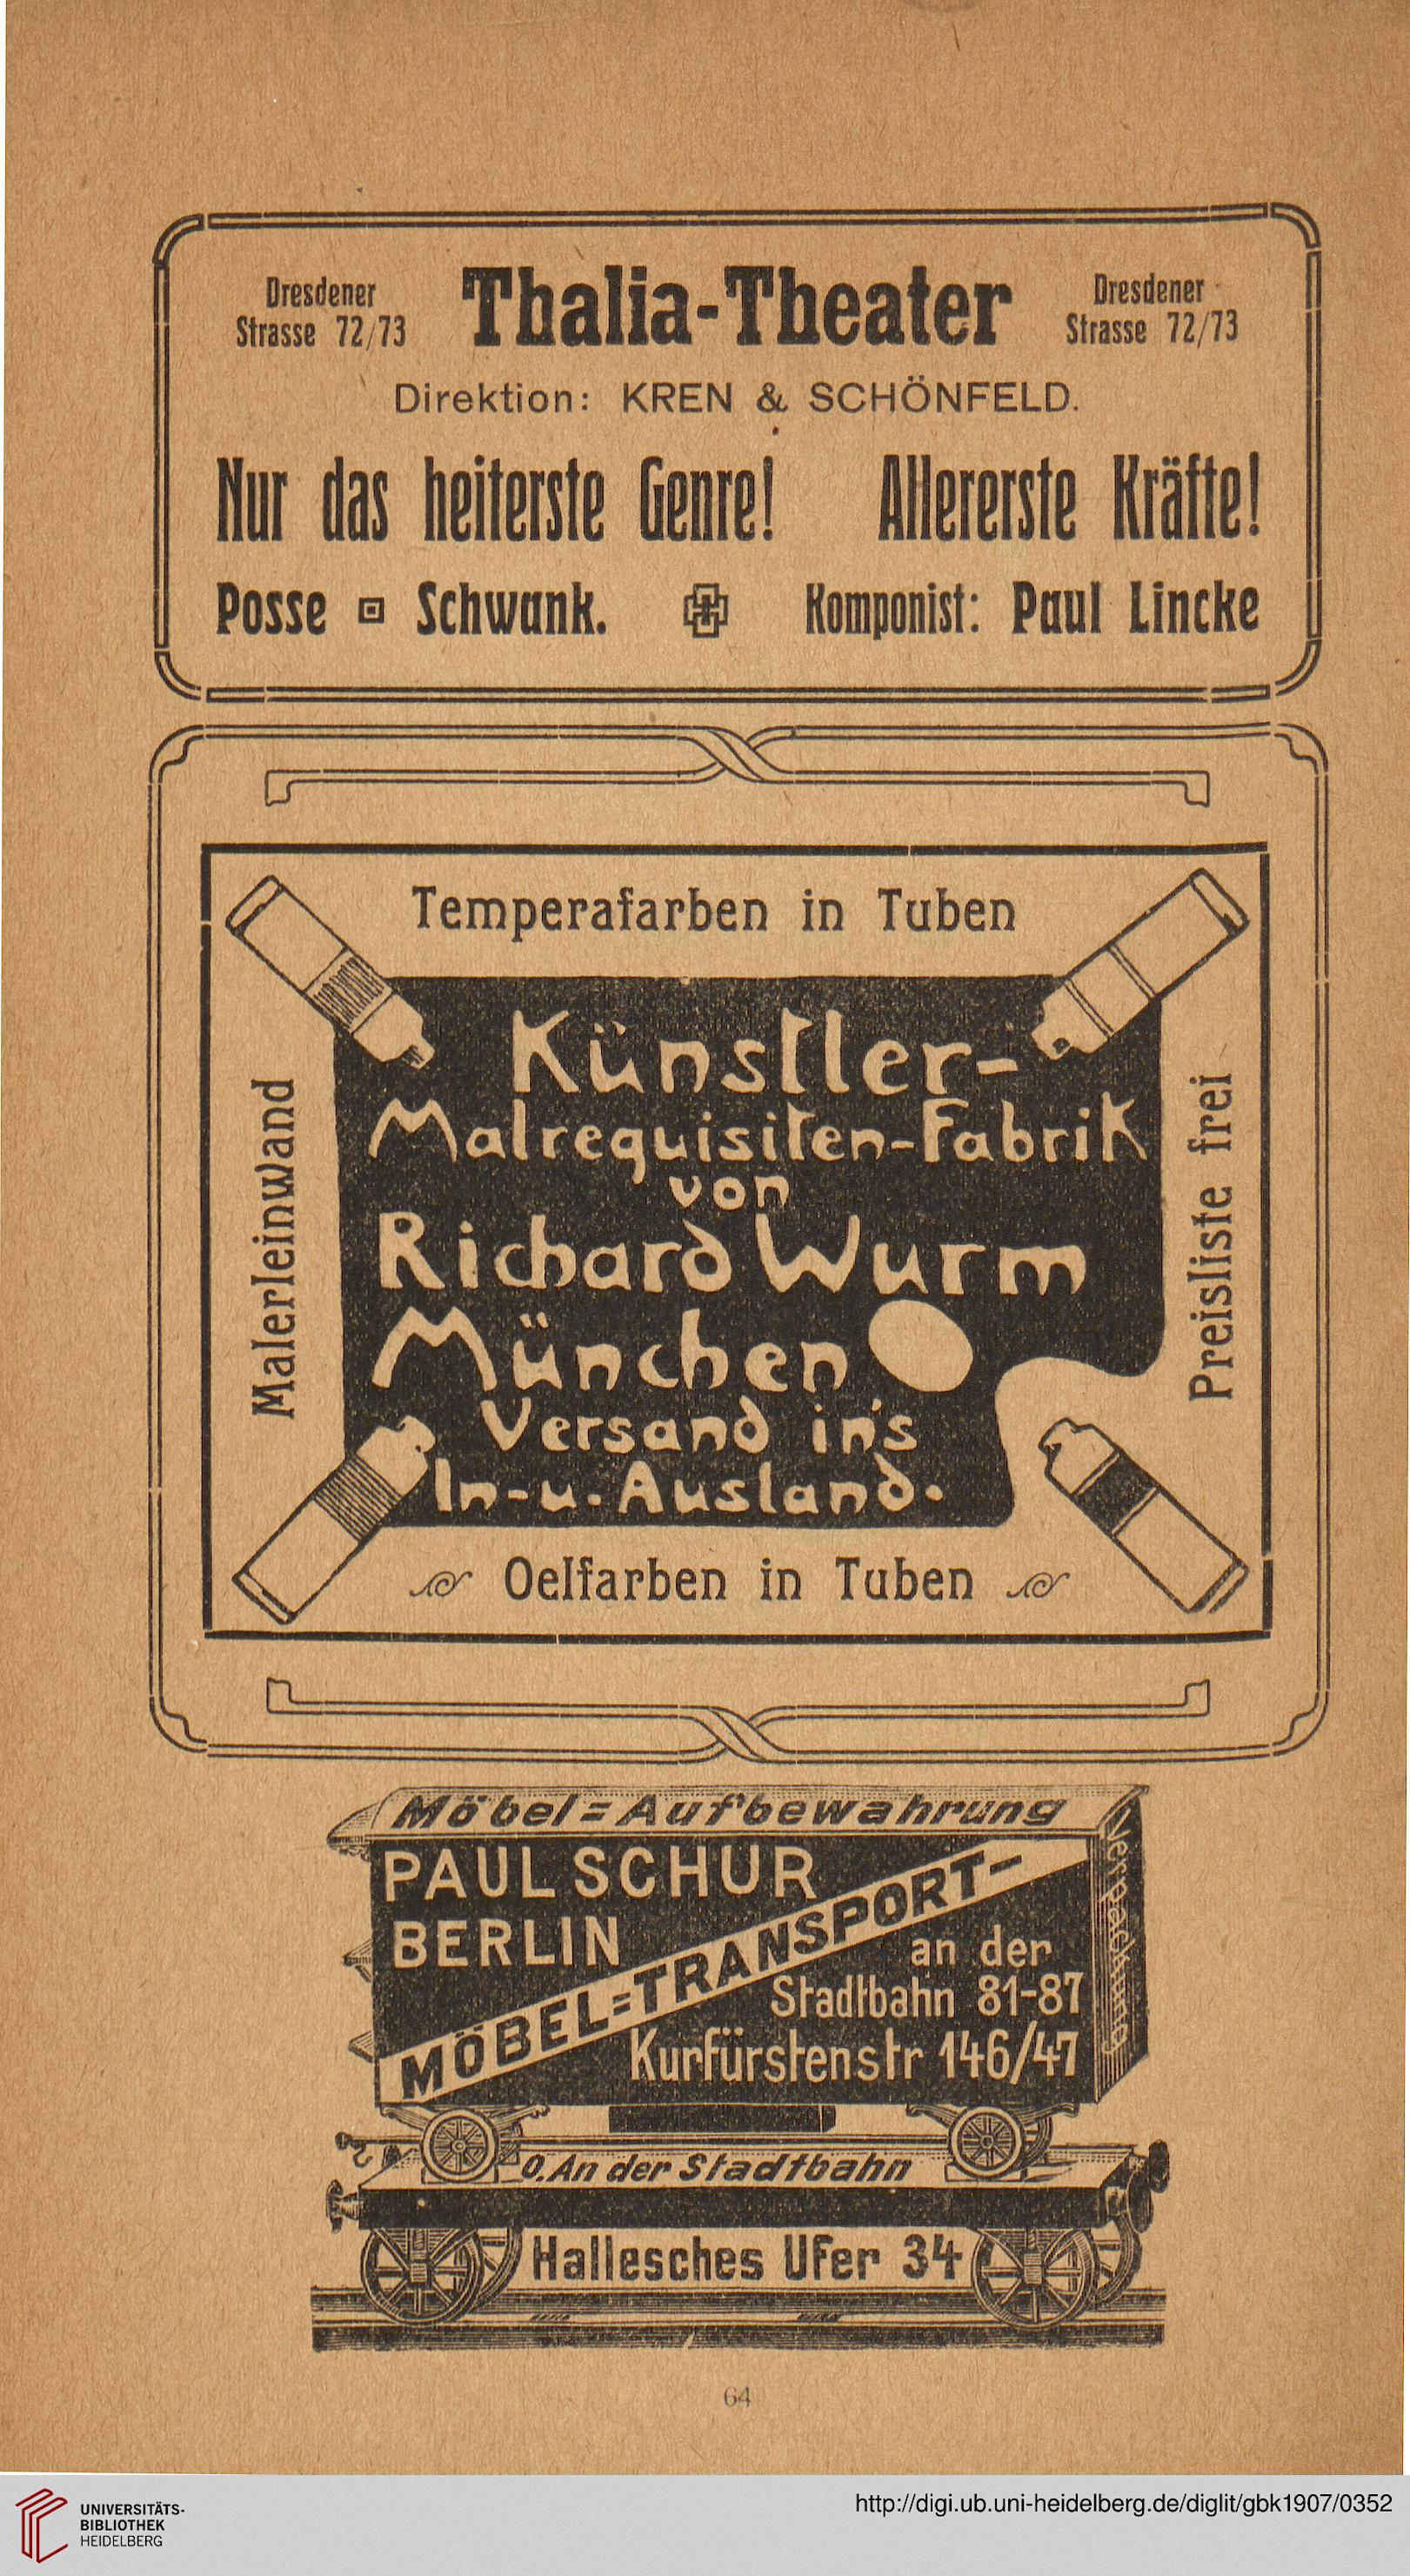 Dresdener
Strasse 72/73
Thalia-Theater
Dresdener
Strasse 72/73
Direktion: KREN & SCHÖNFELD.
Nur das heiterste Genre! Allererste Kräfte!
Posse Schwank. Komponist: Paul Lincke
Temperafarben in Tuben
Malerleinwand
Künstler-
Malrequisiten-Fabrik
von
Richard Wurm
München
Versand in's
In-u.-Ausland.
Preisliste frei
Oelfarben in Tuben
Möbel=Aufbewahrung
PAUL SCHUR
BERLIN
MÖBEL=TRANSPORT-
Verpackung
an der
Stadtbahn 81-87
Kurfürstenstr 146/47
O. An der Stadtbahn
Hallesches Ufer 34
64
UNIVERSITÄTS-
BIBLIOTHEK
HEIDELBERG
http://digi.ub.uni-heidelberg.de/diglit/gbk1907/0352